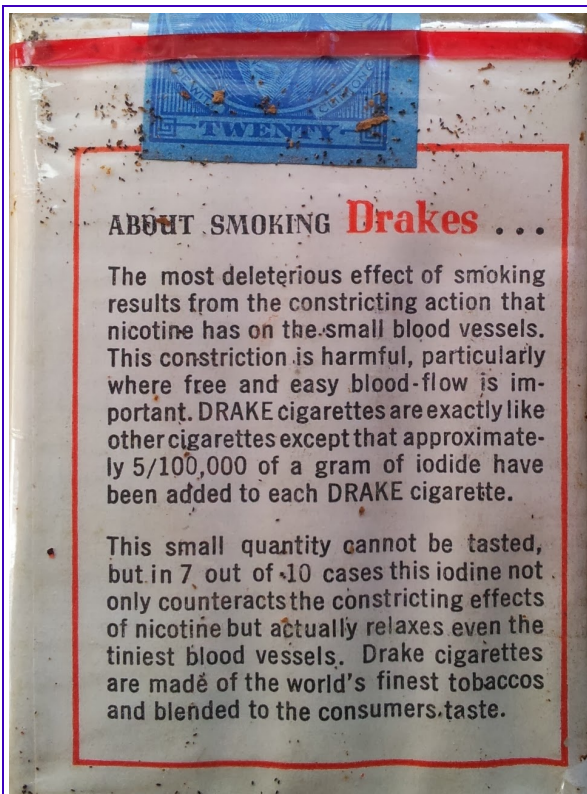 TWENTY
ABOUT SMOKING Drakes ...
The most deleterious effect of smoking
results from the constricting action that
nicotine has on the small blood vessels.
This constriction is harmful, particularly
where free and easy blood-flow is im-
portant. DRAKE cigarettes are exactly like
other cigarettes except that approximate-
ly 5/100,000 of a gram of iodide have
been added to each DRAKE cigarette.
This small quantity cannot be tasted,
but in 7 out of 10 cases this iodine not
only counteracts the constricting effects
of nicotine but actually relaxes even the
tiniest blood vessels. Drake cigarettes
are made of the world's finest tobaccos
and blended to the consumers taste.